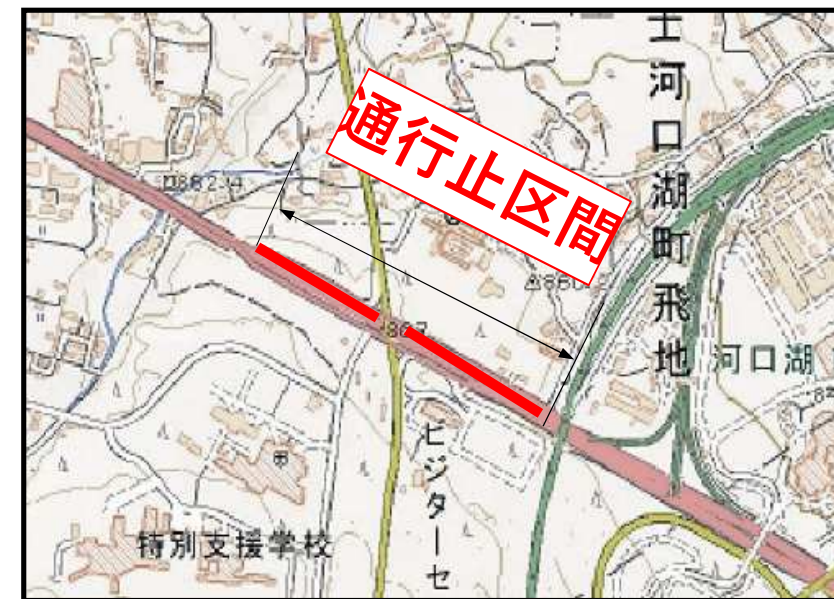 通行止区間
士河口湖町飛地
河口湖
ビジターセ
特別支援学校